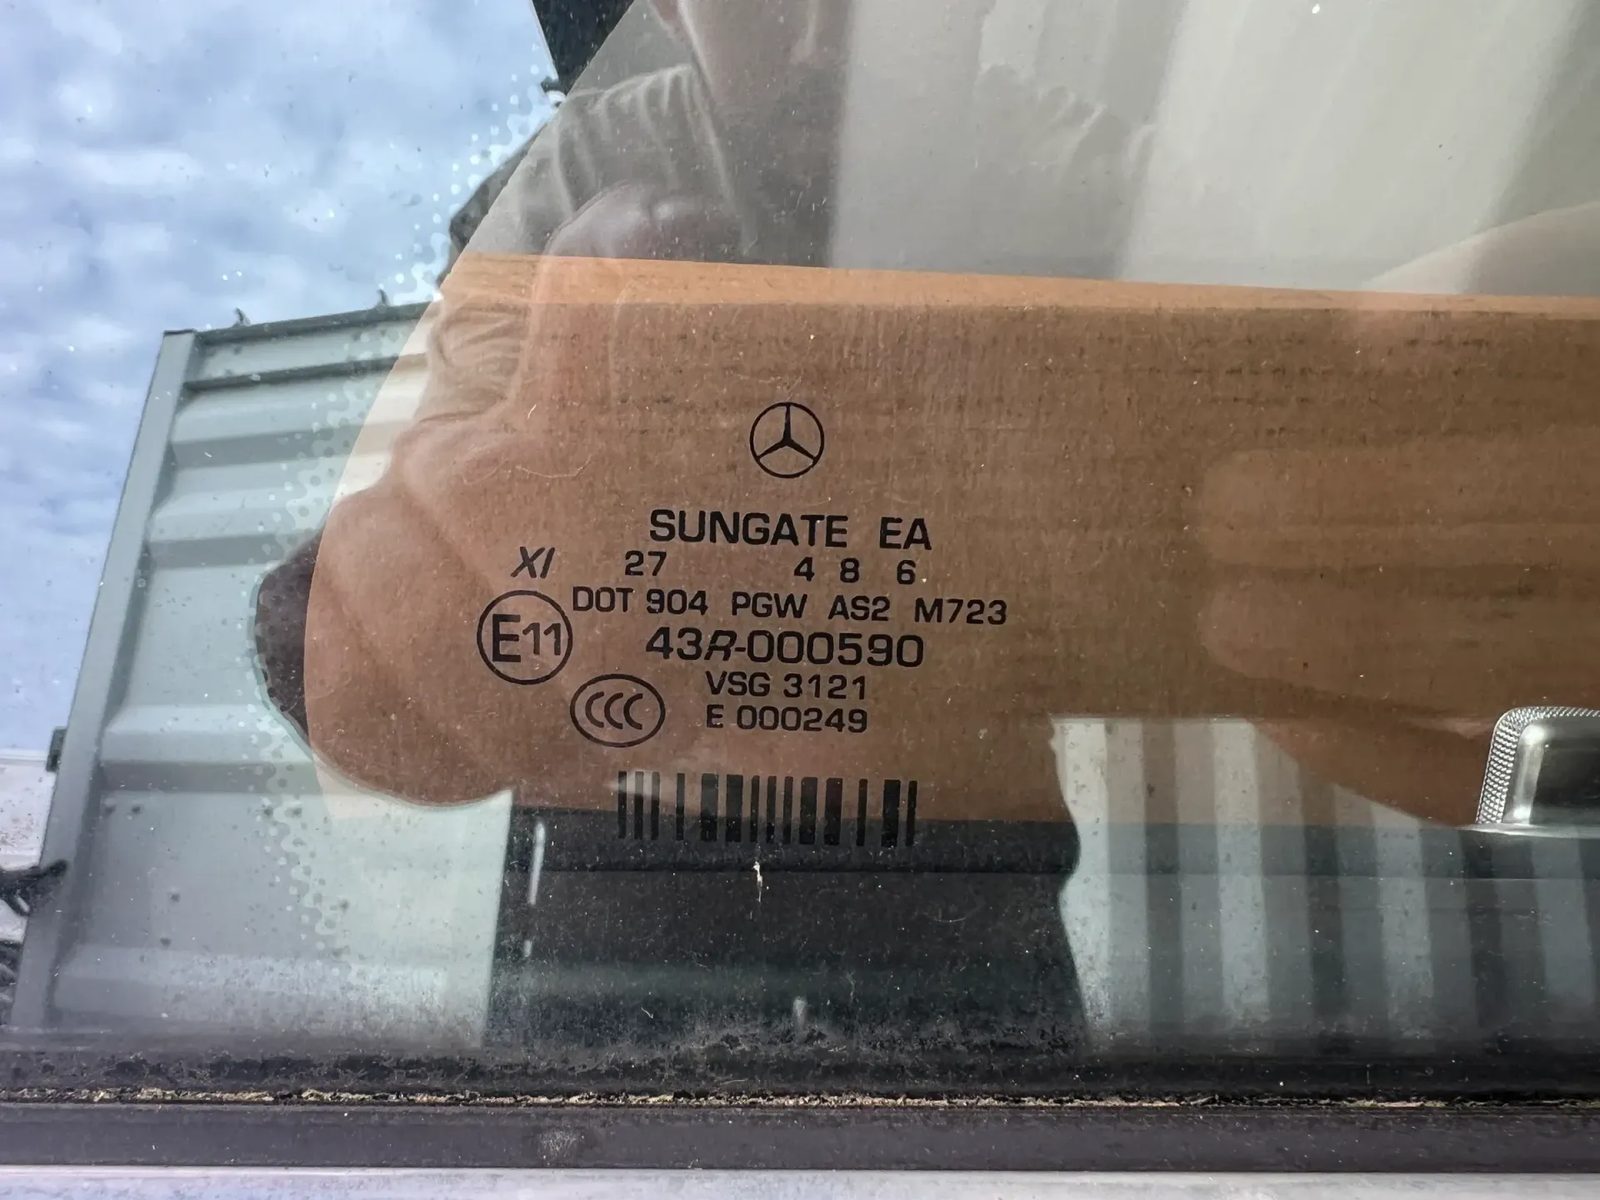 SUNGATE EA
XI 27 4 8 6
DOT 904 PGW AS2 M723
E11 43R-000590
VSG 3121
CCC E 000249